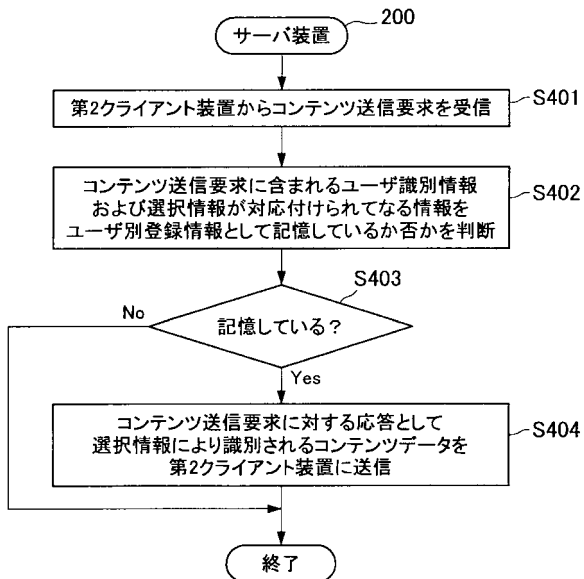 サーバ装置
200
第2クライアント装置からコンテンツ送信要求を受信
S401
コンテンツ送信要求に含まれるユーザ識別情報
および選択情報が対応付けられてなる情報を
ユーザ別登録情報として記憶しているか否かを判断
S402
S403
記憶している？
No
Yes
コンテンツ送信要求に対する応答として
選択情報により識別されるコンテンツデータを
第2クライアント装置に送信
S404
終了